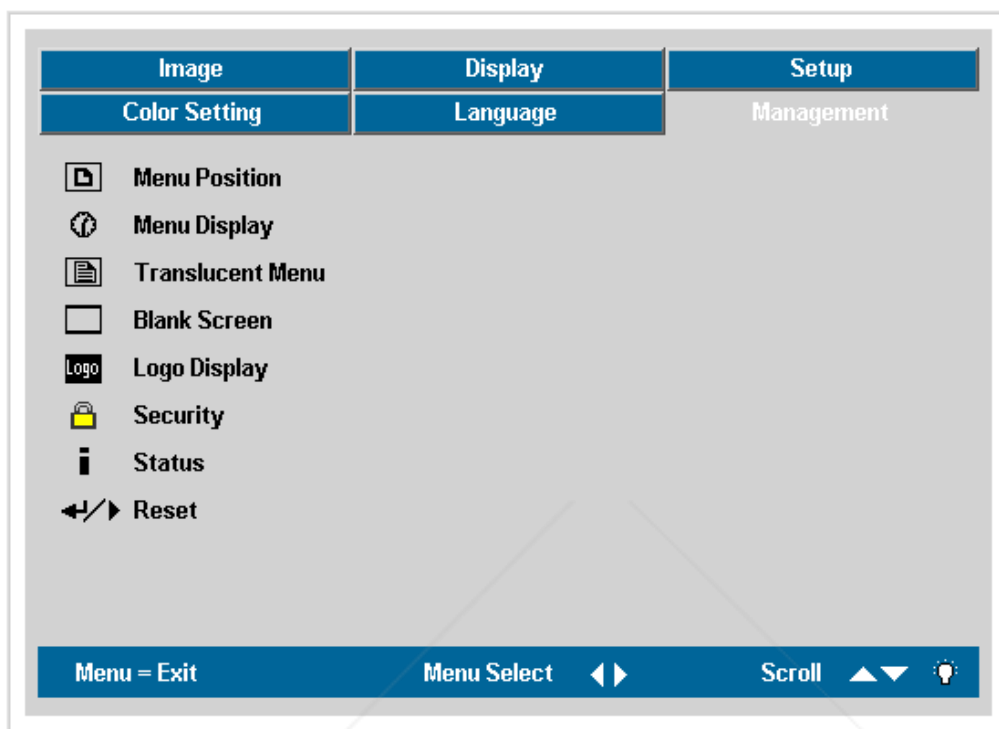 Image Display Setup
Color Setting Language Management
Menu Position
Menu Display
Translucent Menu
Blank Screen
Logo Logo Display
Security
Status
Reset
Menu = Exit Menu Select Scroll